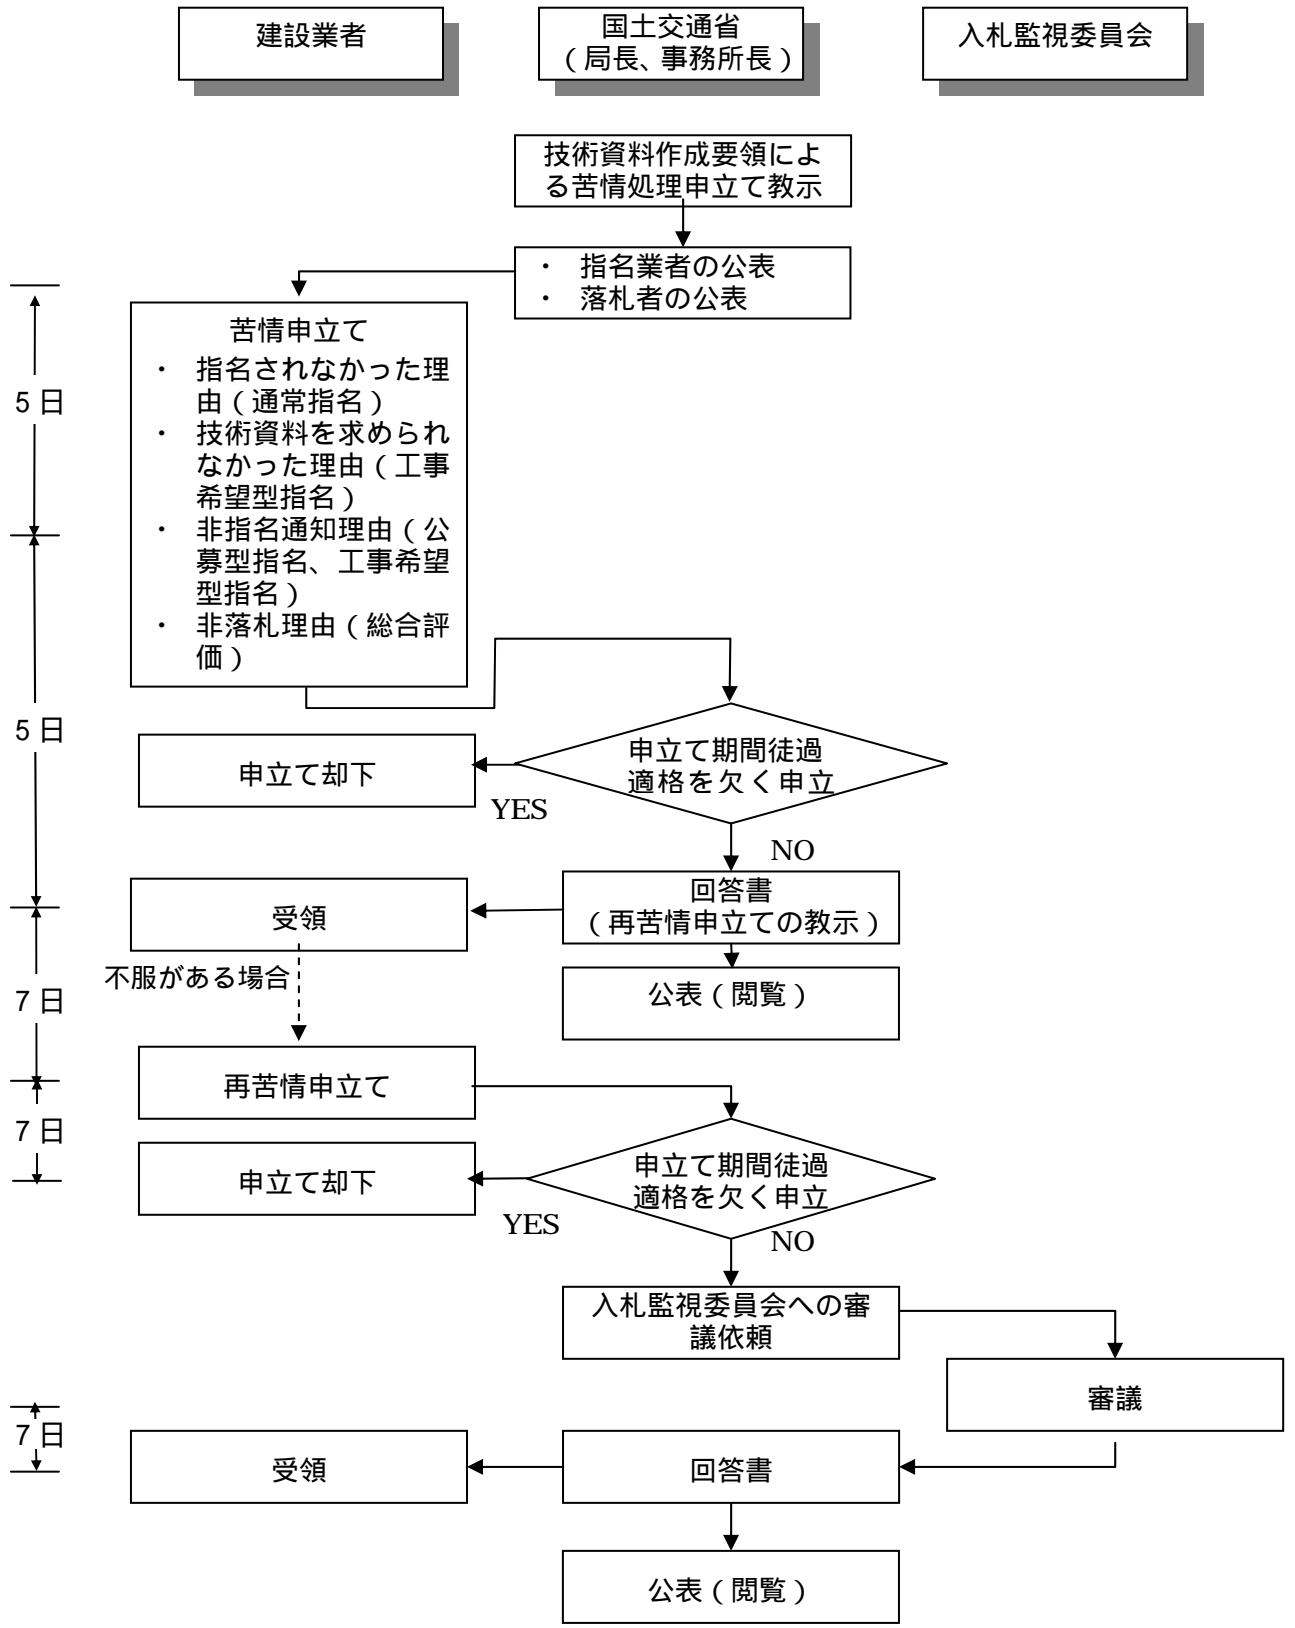 建設業者
国土交通省
（局長、事務所長）
入札監視委員会
技術資料作成要領によ
る苦情処理申立て教示
・ 指名業者の公表
・ 落札者の公表
苦情申立て
・ 指名されなかった理
由（通常指名）
・ 技術資料を求められ
なかった理由（工事
希望型指名）
・ 非指名通知理由（公
募型指名、工事希望
型指名）
・ 非落札理由（総合評
価）
5日
5日
申立て期間徒過
適格を欠く申立
申立て却下
YES
NO
回答書
（再苦情申立ての教示）
受領
不服がある場合
公表（閲覧）
7日
再苦情申立て
7日
申立て期間徒過
適格を欠く申立
申立て却下
YES
NO
入札監視委員会への審
議依頼
審議
7日
受領
回答書
公表（閲覧）